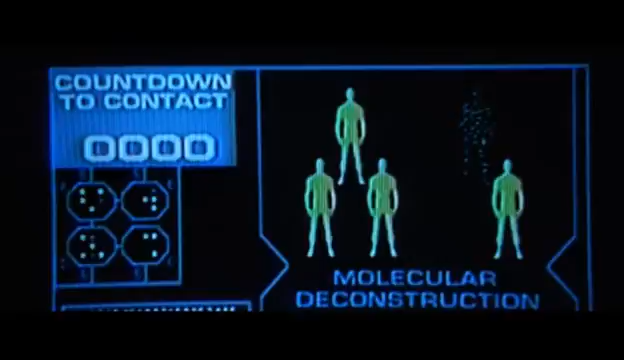 COUNTDOWN
TO CONTACT
0000
MOLECULAR
DECONSTRUCTION